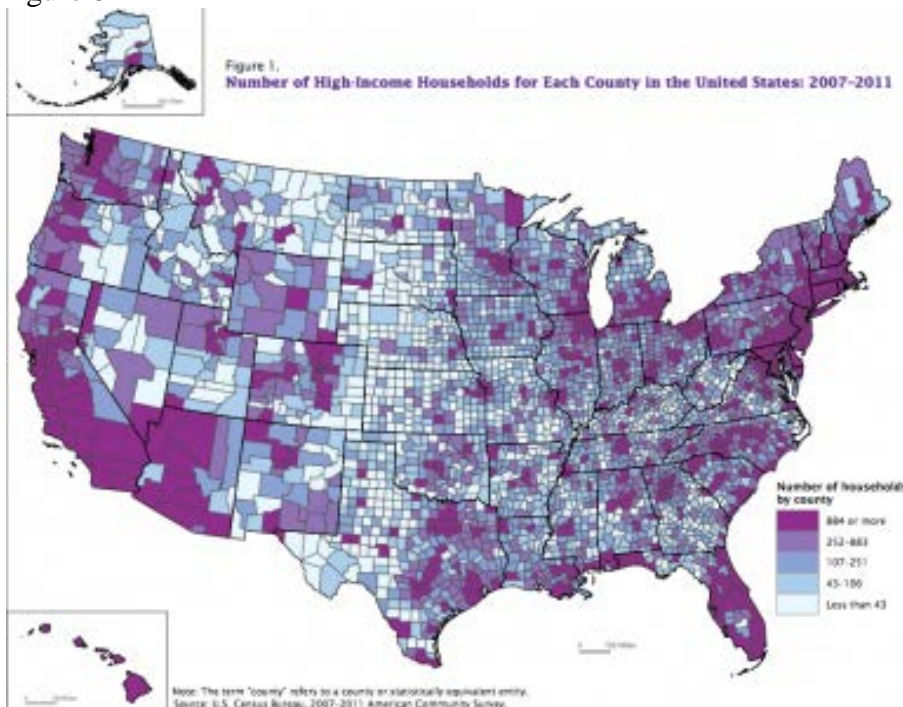 Figure 1.
Number of High-Income Households for Each County in the United States: 2007–2011
Number of households
by county
884 or more
252–883
107–251
43–106
Less than 43
Note: The term "county" refers to a county or statistically equivalent entity.
Source: U.S. Census Bureau, 2007–2011 American Community Survey.